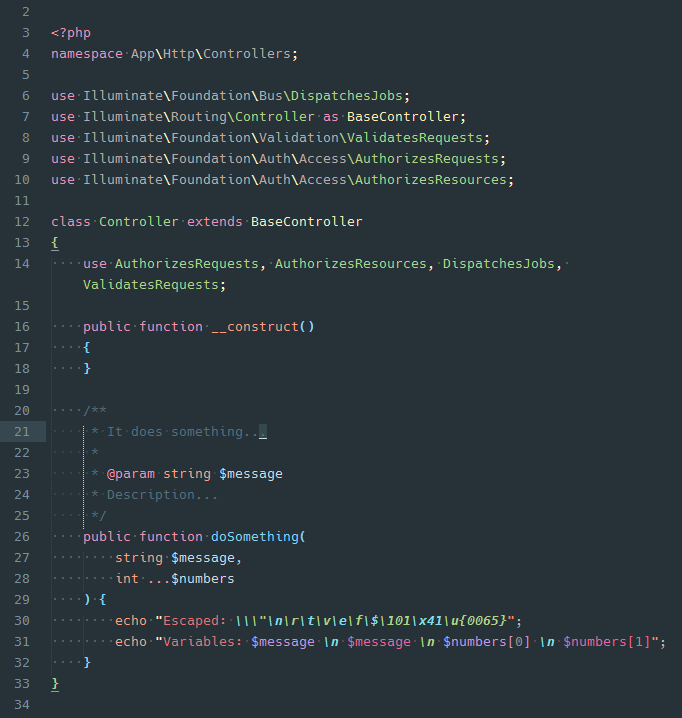 2
3 <?php
4 namespace App\Http\Controllers;
5
6 use Illuminate\Foundation\Bus\DispatchesJobs;
7 use Illuminate\Routing\Controller as BaseController;
8 use Illuminate\Foundation\Validation\ValidatesRequests;
9 use Illuminate\Foundation\Auth\Access\AuthorizesRequests;
10 use Illuminate\Foundation\Auth\Access\AuthorizesResources;
11
12 class Controller extends BaseController
13 {
14 ····use AuthorizesRequests, AuthorizesResources, DispatchesJobs,
ValidatesRequests;
15
16 ····public function __construct()
17 ····{
18 ····}
19
20 ····/**
21 ·····* It does something...
22 ·····*
23 ·····* @param string $message
24 ·····* Description...
25 ·····*/
26 ····public function doSomething(
27 ········string $message,
28 ········int ...$numbers
29 ····) {
30 ········echo "Escaped: \\\"\n\r\t\v\e\f\$\101\x41\u{0065}";
31 ········echo "Variables: $message \n $message \n $numbers[0] \n $numbers[1]";
32 ····}
33 }
34